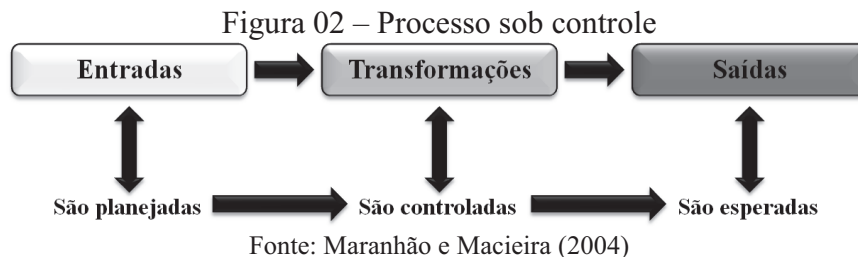 Figura 02 – Processo sob controle
Entradas Transformações Saídas
São planejadas São controladas São esperadas
Fonte: Maranhão e Macieira (2004)